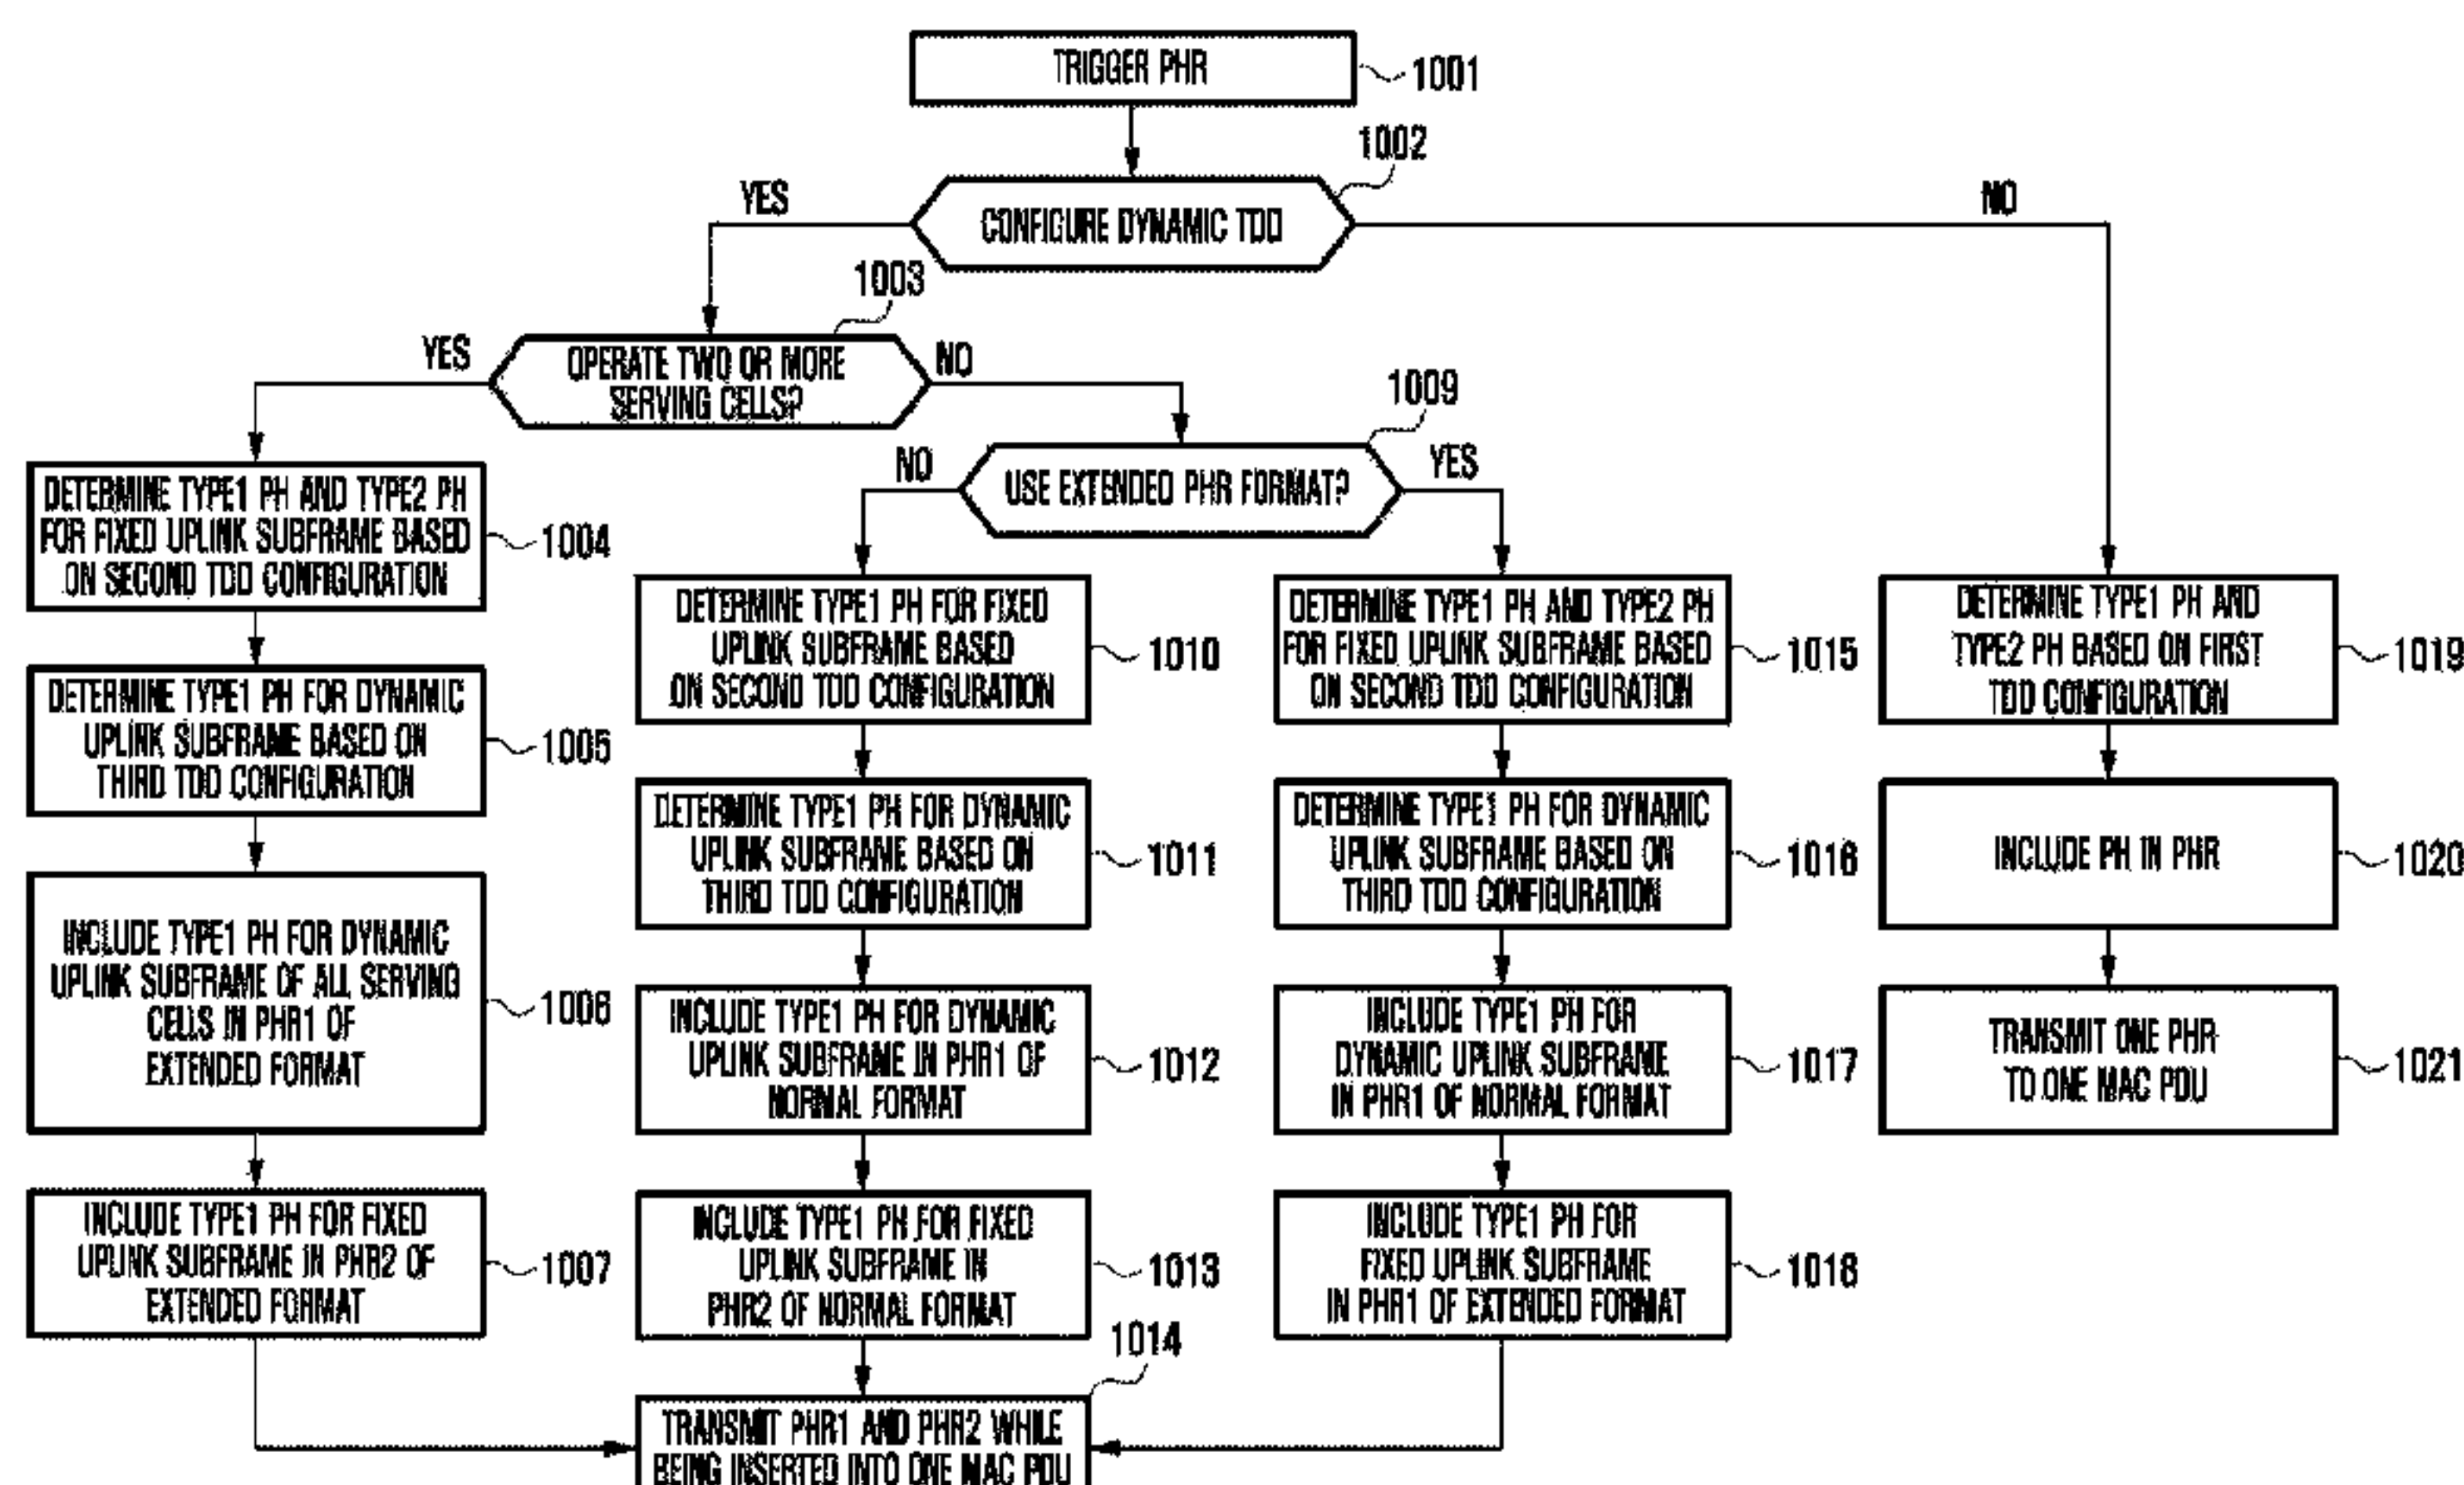 TRIGGER PHR
1001
1002
CONFIGURE DYNAMIC TDD
YES
NO
1003
OPERATE TWO OR MORE
SERVING CELLS?
YES
NO
1009
USE EXTENDED PHR FORMAT?
NO
YES
DETERMINE TYPE1 PH AND TYPE2 PH
FOR FIXED UPLINK SUBFRAME BASED
ON SECOND TDD CONFIGURATION
1004
DETERMINE TYPE1 PH FOR DYNAMIC
UPLINK SUBFRAME BASED ON
THIRD TDD CONFIGURATION
1005
INCLUDE TYPE1 PH FOR DYNAMIC
UPLINK SUBFRAME OF ALL SERVING
CELLS IN PHR1 OF
EXTENDED FORMAT
1006
INCLUDE TYPE1 PH FOR FIXED
UPLINK SUBFRAME IN PHR2 OF
EXTENDED FORMAT
1007
DETERMINE TYPE1 PH FOR FIXED
UPLINK SUBFRAME BASED
ON SECOND TDD CONFIGURATION
1010
DETERMINE TYPE1 PH FOR DYNAMIC
UPLINK SUBFRAME BASED ON
THIRD TDD CONFIGURATION
1011
INCLUDE TYPE1 PH FOR DYNAMIC
UPLINK SUBFRAME IN PHR1 OF
NORMAL FORMAT
1012
INCLUDE TYPE1 PH FOR FIXED
UPLINK SUBFRAME IN
PHR2 OF NORMAL FORMAT
1013
1014
TRANSMIT PHR1 AND PHR2 WHILE
BEING INSERTED INTO ONE MAC PDU
DETERMINE TYPE1 PH AND TYPE2 PH
FOR FIXED UPLINK SUBFRAME BASED
ON SECOND TDD CONFIGURATION
1015
DETERMINE TYPE1 PH FOR DYNAMIC
UPLINK SUBFRAME BASED ON
THIRD TDD CONFIGURATION
1016
INCLUDE TYPE1 PH FOR
DYNAMIC UPLINK SUBFRAME
IN PHR1 OF NORMAL FORMAT
1017
INCLUDE TYPE1 PH FOR
FIXED UPLINK SUBFRAME
IN PHR1 OF EXTENDED FORMAT
1018
DETERMINE TYPE1 PH AND
TYPE2 PH BASED ON FIRST
TDD CONFIGURATION
1019
INCLUDE PH IN PHR
1020
TRANSMIT ONE PHR
TO ONE MAC PDU
1021